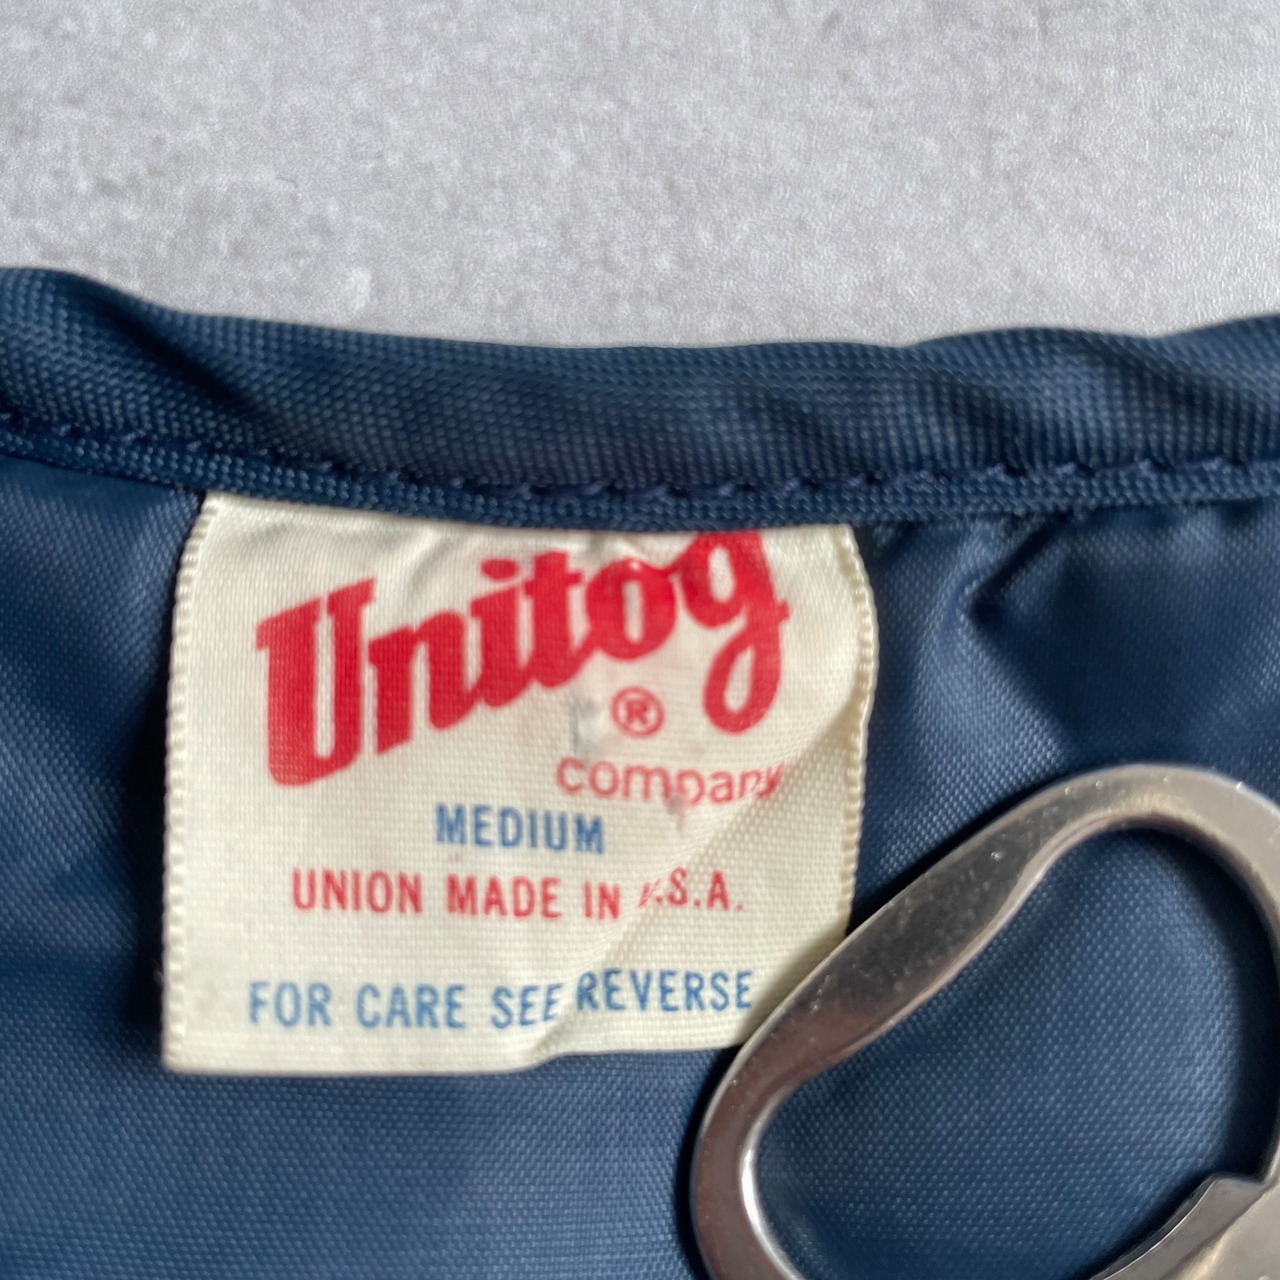 Unitog
®
company
MEDIUM
UNION MADE IN U.S.A.
FOR CARE SEE REVERSE